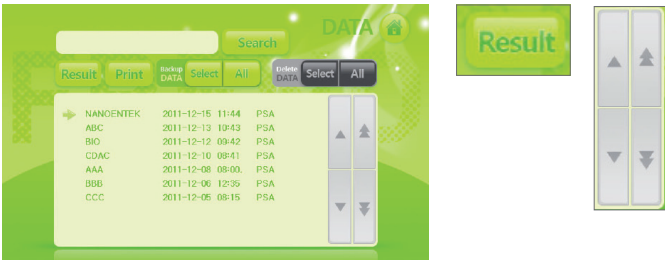 DATA
Search
Result Print Backup DATA Select All Delete DATA Select All
NANOENTEK 2011-12-15 11:44 PSA
ABC 2011-12-13 10:43 PSA
BIO 2011-12-12 09:42 PSA
CDAC 2011-12-10 08:41 PSA
AAA 2011-12-08 08:00. PSA
BBB 2011-12-06 12:35 PSA
CCC 2011-12-05 08:15 PSA
Result